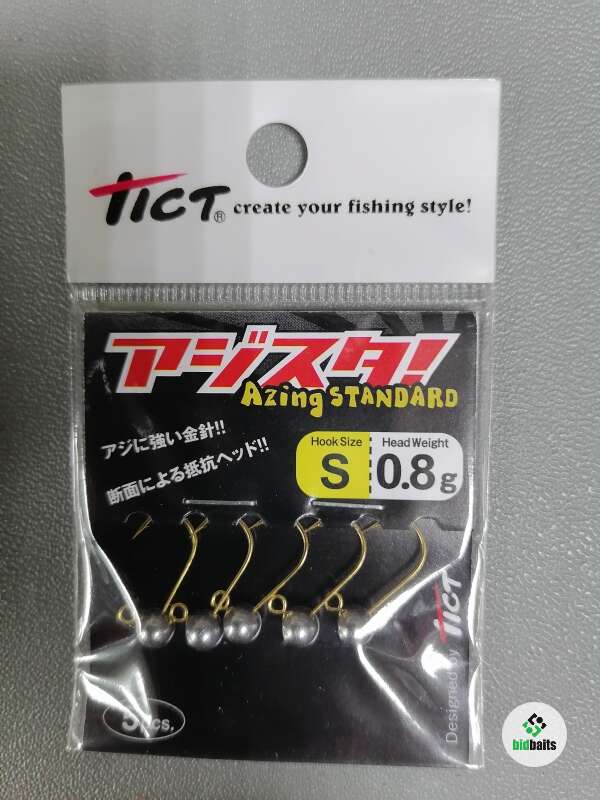 TICT® create your fishing style!
アジスタ!
Azing STANDARD
アジに強い金針!!
断面による抵抗ヘッド!!
Hook Size
S
Head Weight
0.8g
Designed by TICT
5pcs.
bidbaits